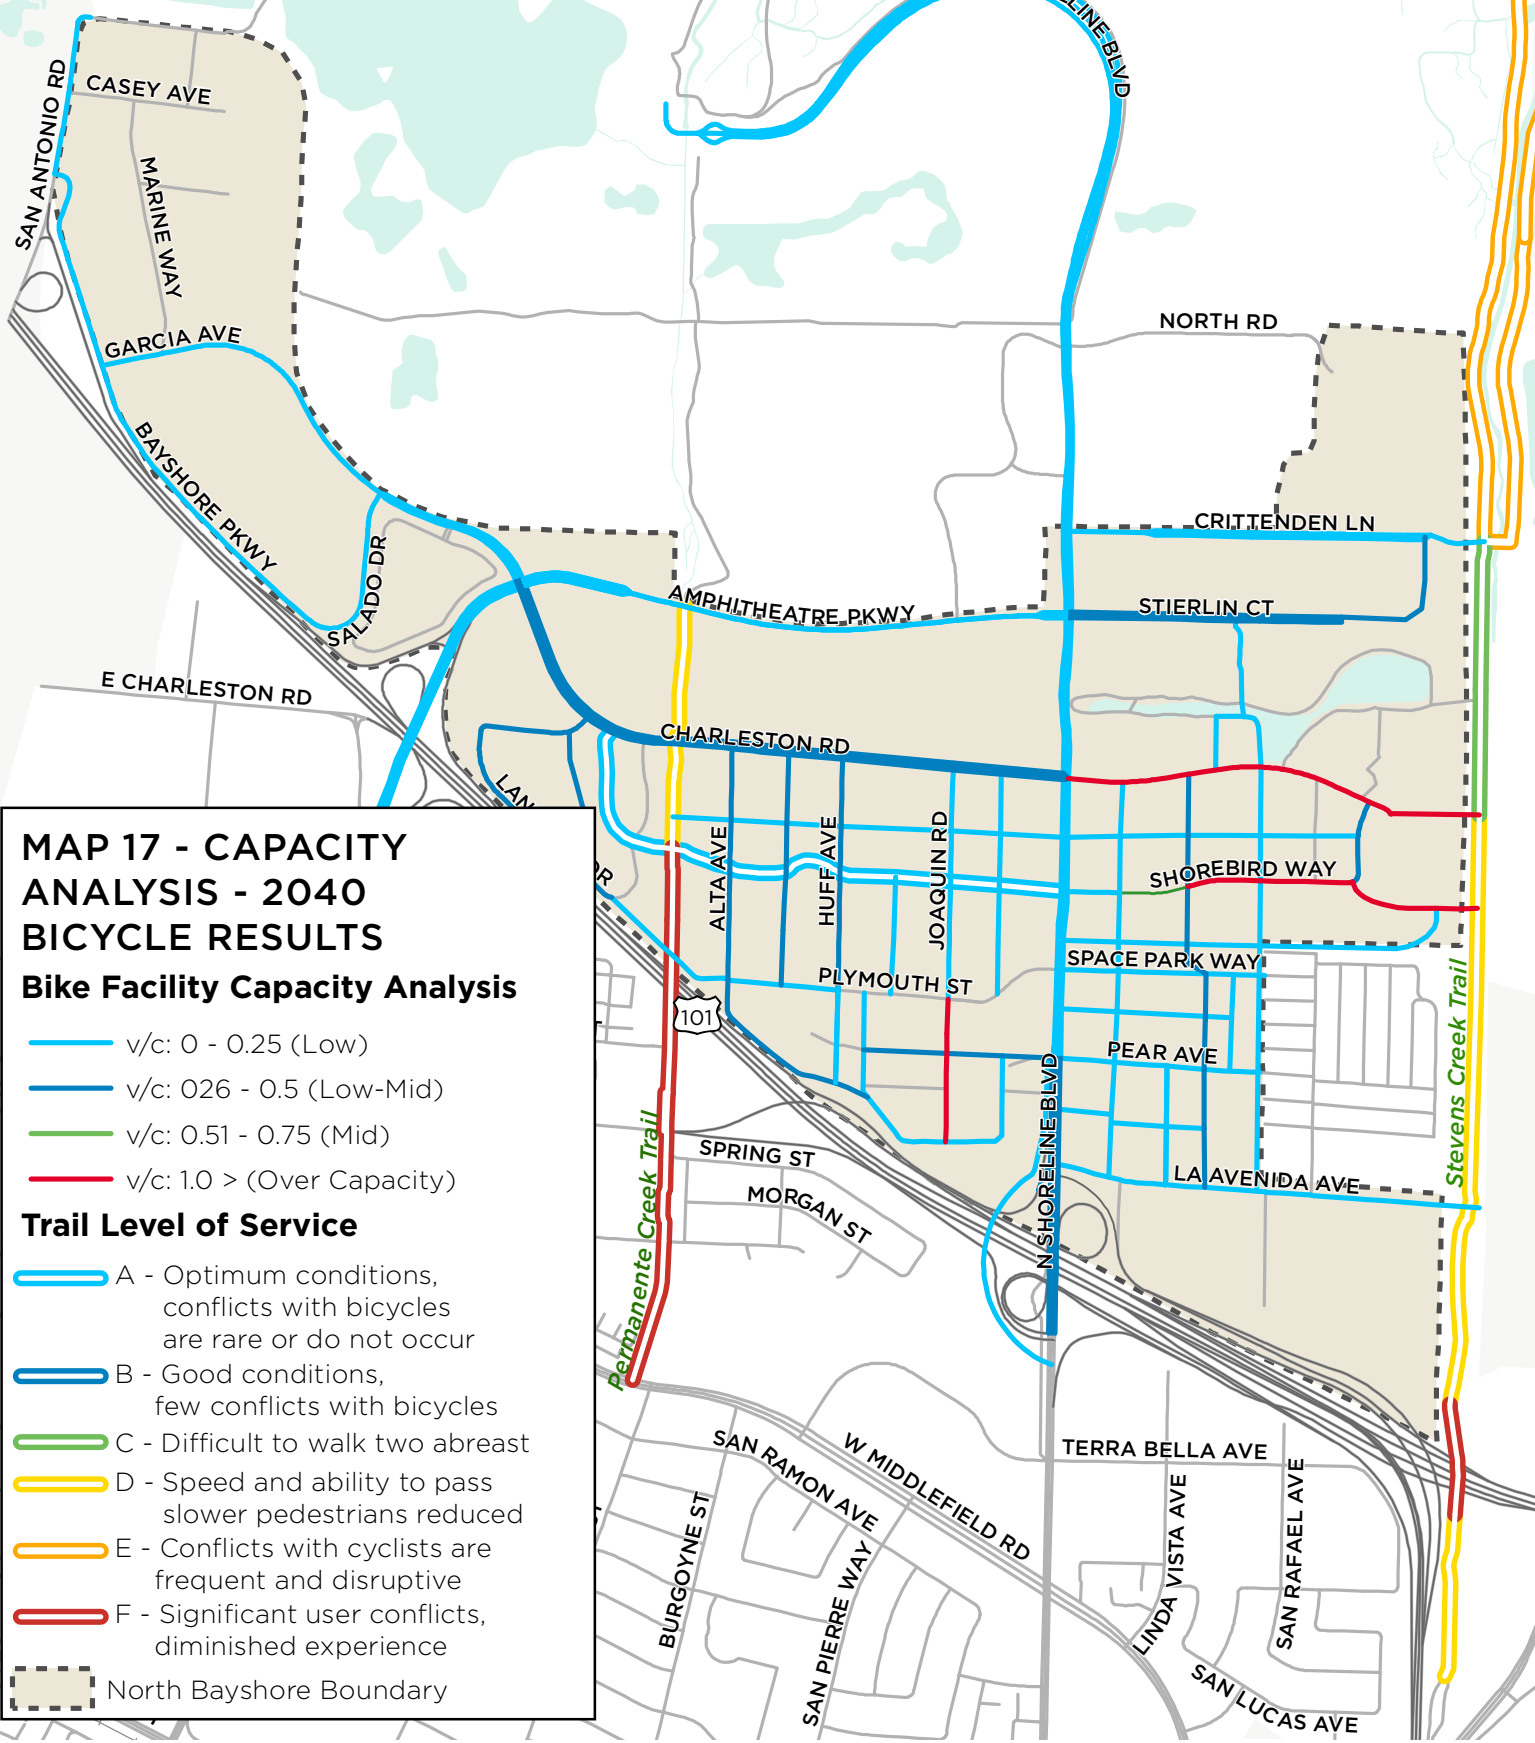 LINE BLVD
SAN ANTONIO RD
CASEY AVE
MARINE WAY
GARCIA AVE
NORTH RD
BAYSHORE PKWY
SALADO DR
CRITTENDEN LN
AMPHITHEATRE PKWY
STIERLIN CT
E CHARLESTON RD
CHARLESTON RD
LAN
DR
ALTA AVE
HUFF AVE
JOAQUIN RD
SHOREBIRD WAY
SPACE PARK WAY
PLYMOUTH ST
101
PEAR AVE
N SHORELINE BLVD
LA AVENIDA AVE
Stevens Creek Trail
Permanente Creek Trail
SPRING ST
MORGAN ST
TERRA BELLA AVE
W MIDDLEFIELD RD
SAN RAMON AVE
BURGOYNE ST
SAN PIERRE WAY
LINDA VISTA AVE
SAN RAFAEL AVE
SAN LUCAS AVE
MAP 17 - CAPACITY
ANALYSIS - 2040
BICYCLE RESULTS
Bike Facility Capacity Analysis
v/c: 0 - 0.25 (Low)
v/c: 026 - 0.5 (Low-Mid)
v/c: 0.51 - 0.75 (Mid)
v/c: 1.0 > (Over Capacity)
Trail Level of Service
A - Optimum conditions,
conflicts with bicycles
are rare or do not occur
B - Good conditions,
few conflicts with bicycles
C - Difficult to walk two abreast
D - Speed and ability to pass
slower pedestrians reduced
E - Conflicts with cyclists are
frequent and disruptive
F - Significant user conflicts,
diminished experience
North Bayshore Boundary